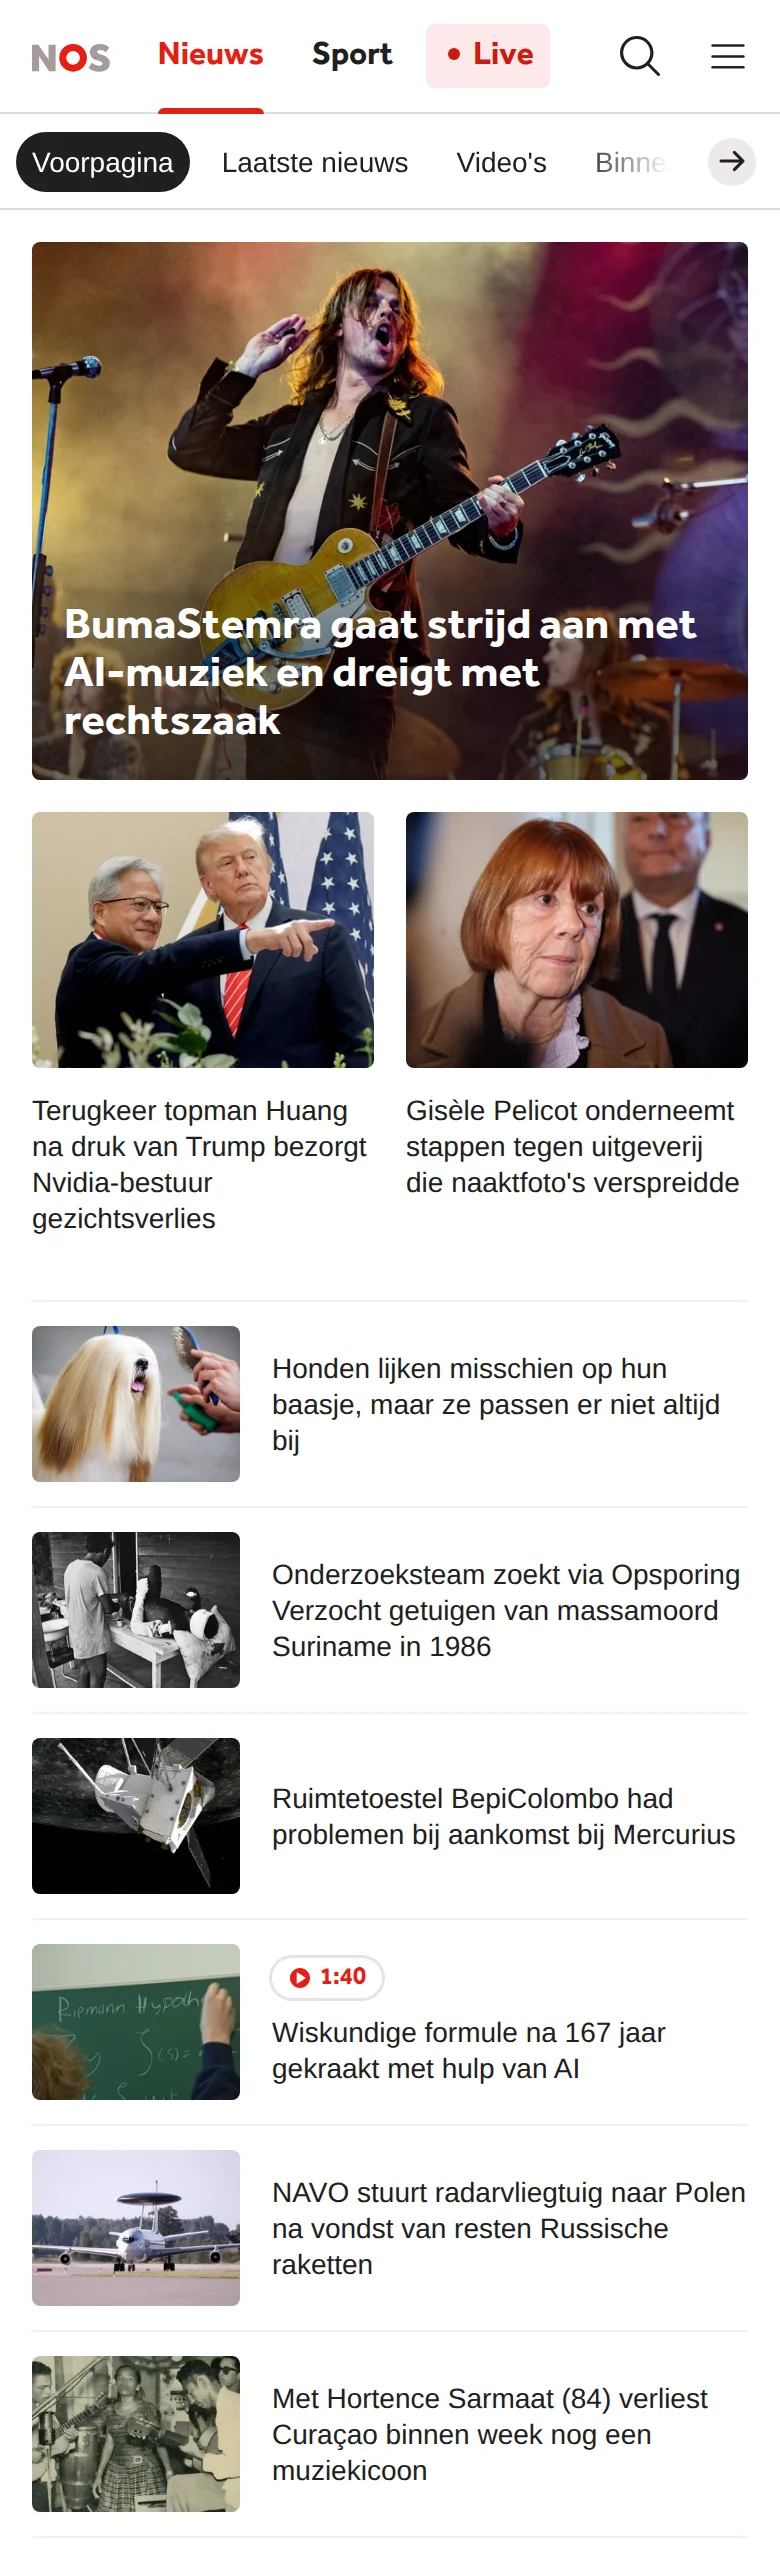 NOS
Nieuws
Sport
Live
Voorpagina
Laatste nieuws
Video's
Binne
BumaStemra gaat strijd aan met
AI-muziek en dreigt met
rechtszaak
Terugkeer topman Huang
na druk van Trump bezorgt
Nvidia-bestuur
gezichtsverlies
Gisèle Pelicot onderneemt
stappen tegen uitgeverij
die naaktfoto's verspreidde
Honden lijken misschien op hun
baasje, maar ze passen er niet altijd
bij
Onderzoeksteam zoekt via Opsporing
Verzocht getuigen van massamoord
Suriname in 1986
Ruimtetoestel BepiColombo had
problemen bij aankomst bij Mercurius
Riemann Hypothe
ζ(s) =
1:40
Wiskundige formule na 167 jaar
gekraakt met hulp van AI
NAVO stuurt radarvliegtuig naar Polen
na vondst van resten Russische
raketten
Met Hortence Sarmaat (84) verliest
Curaçao binnen week nog een
muziekicoon